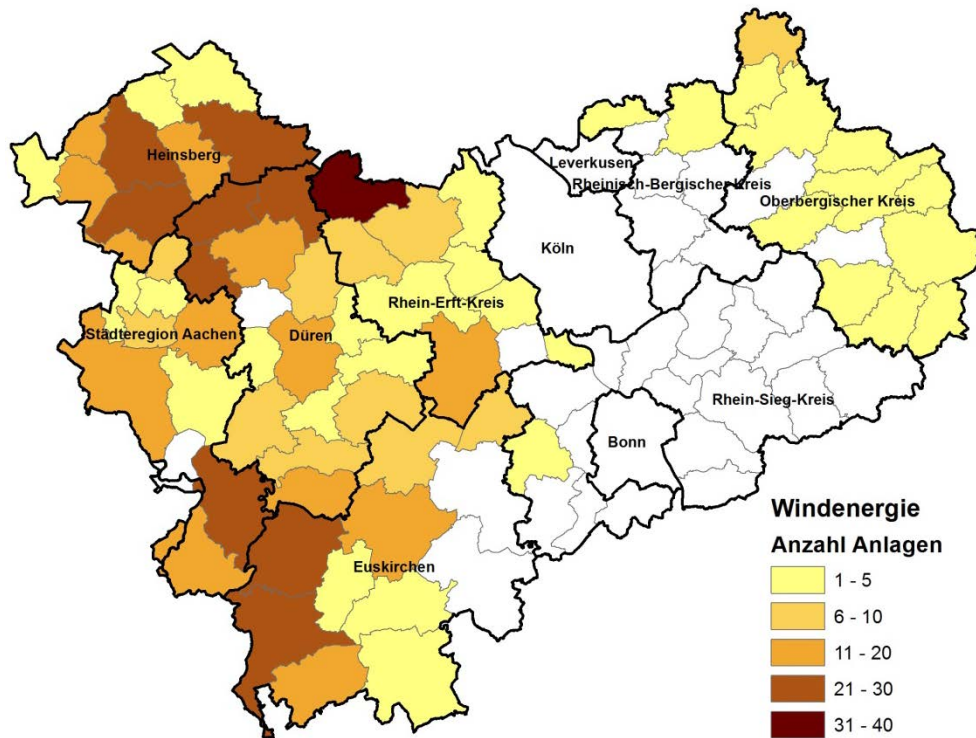 Heinsberg
Leverkusen
Rheinisch-Bergischer Kreis
Oberbergischer Kreis
Köln
Rhein-Erft-Kreis
Städteregion Aachen
Düren
Rhein-Sieg-Kreis
Bonn
Euskirchen
Windenergie
Anzahl Anlagen
1 - 5
6 - 10
11 - 20
21 - 30
31 - 40